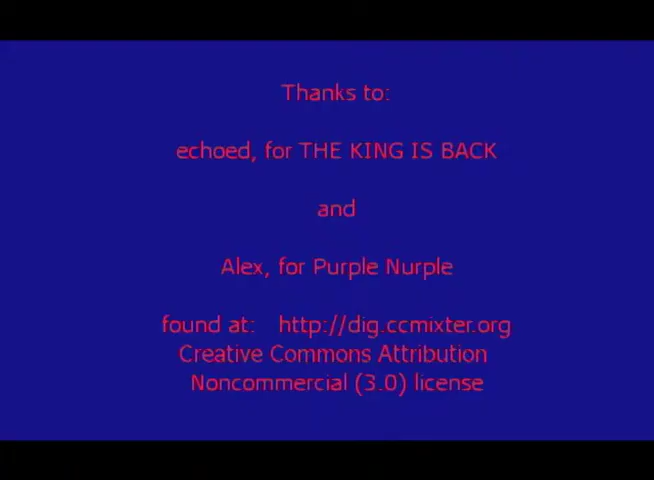 Thanks to:
echoed, for THE KING IS BACK
and
Alex, for Purple Nurple
found at: http://dig.ccmixter.org
Creative Commons Attribution
Noncommercial (3.0) license